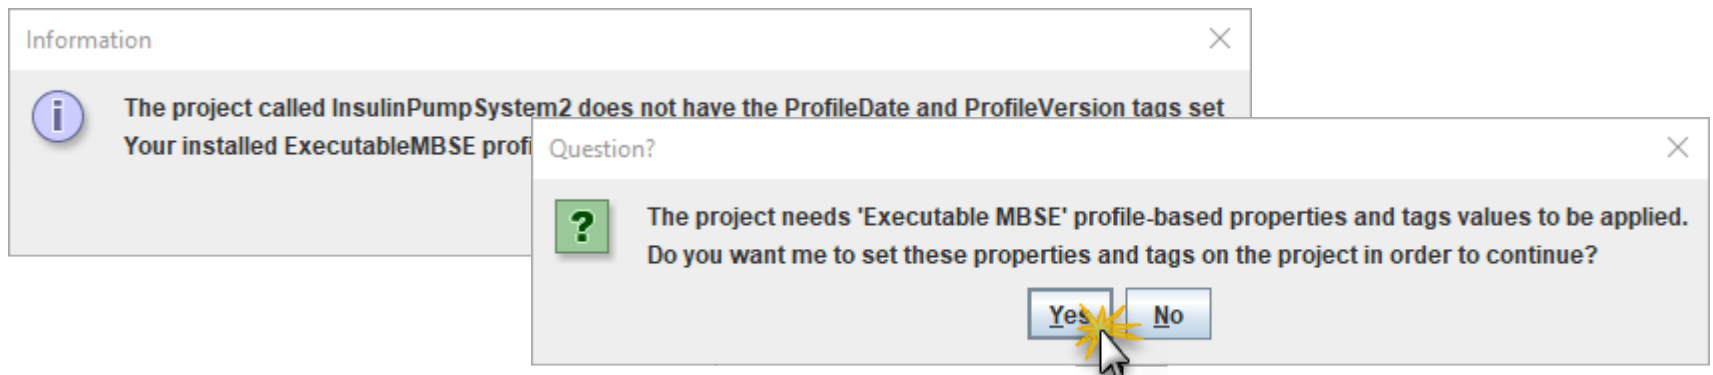 Information
The project called InsulinPumpSystem2 does not have the ProfileDate and ProfileVersion tags set
Your installed ExecutableMBSE
Question?
The project needs 'Executable MBSE' profile-based properties and tags values to be applied.
Do you want me to set these properties and tags on the project in order to continue?
Yes No